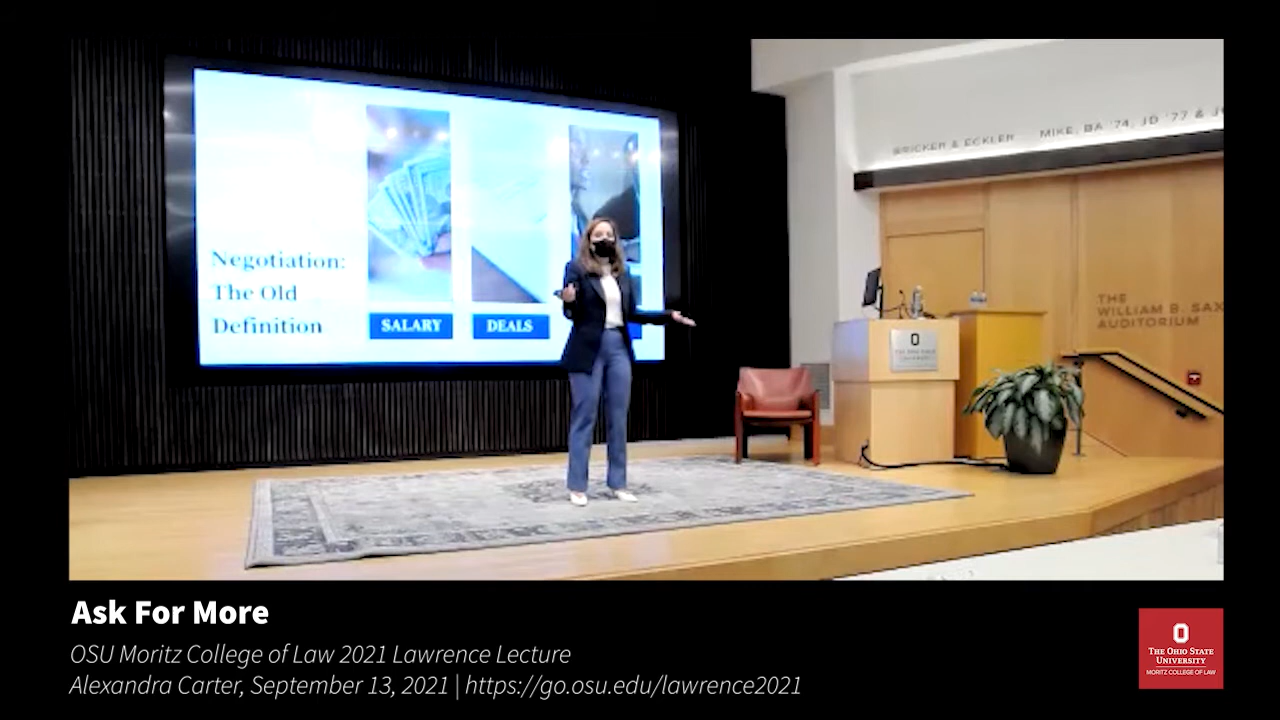 Negotiation:
The Old
Definition
SALARY
DEALS
BRICKER & ECKLER MIKE, BA '74, JD '77 &
THE
WILLIAM B. SAX
AUDITORIUM
O
Ask For More
OSU Moritz College of Law 2021 Lawrence Lecture
Alexandra Carter, September 13, 2021 | https://go.osu.edu/lawrence2021
O
THE OHIO STATE
UNIVERSITY
MORITZ COLLEGE OF LAW